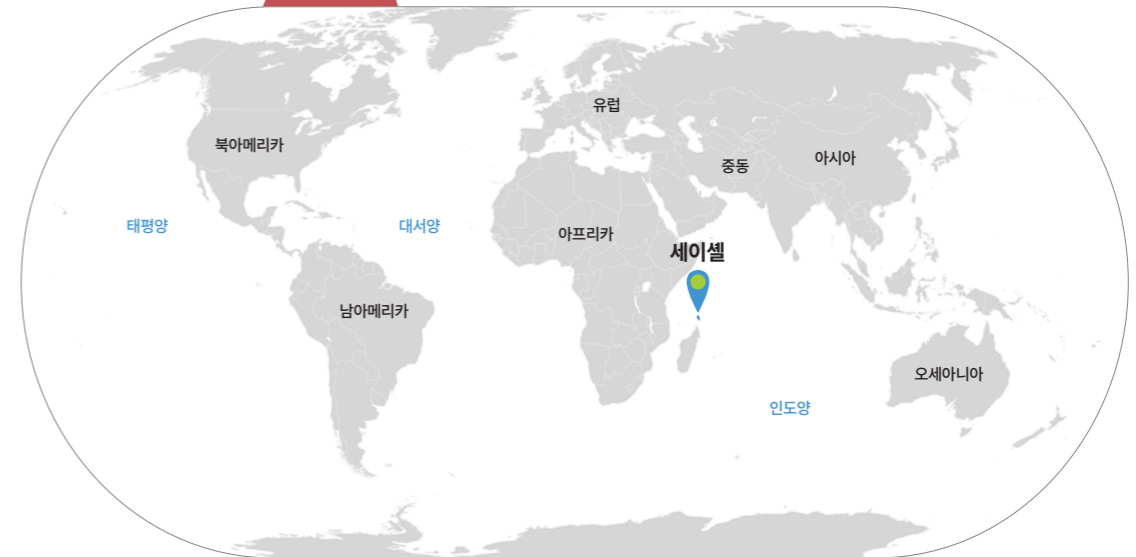 유럽
북아메리카
아시아
중동
태평양
대서양
아프리카
세이셸
남아메리카
오세아니아
인도양